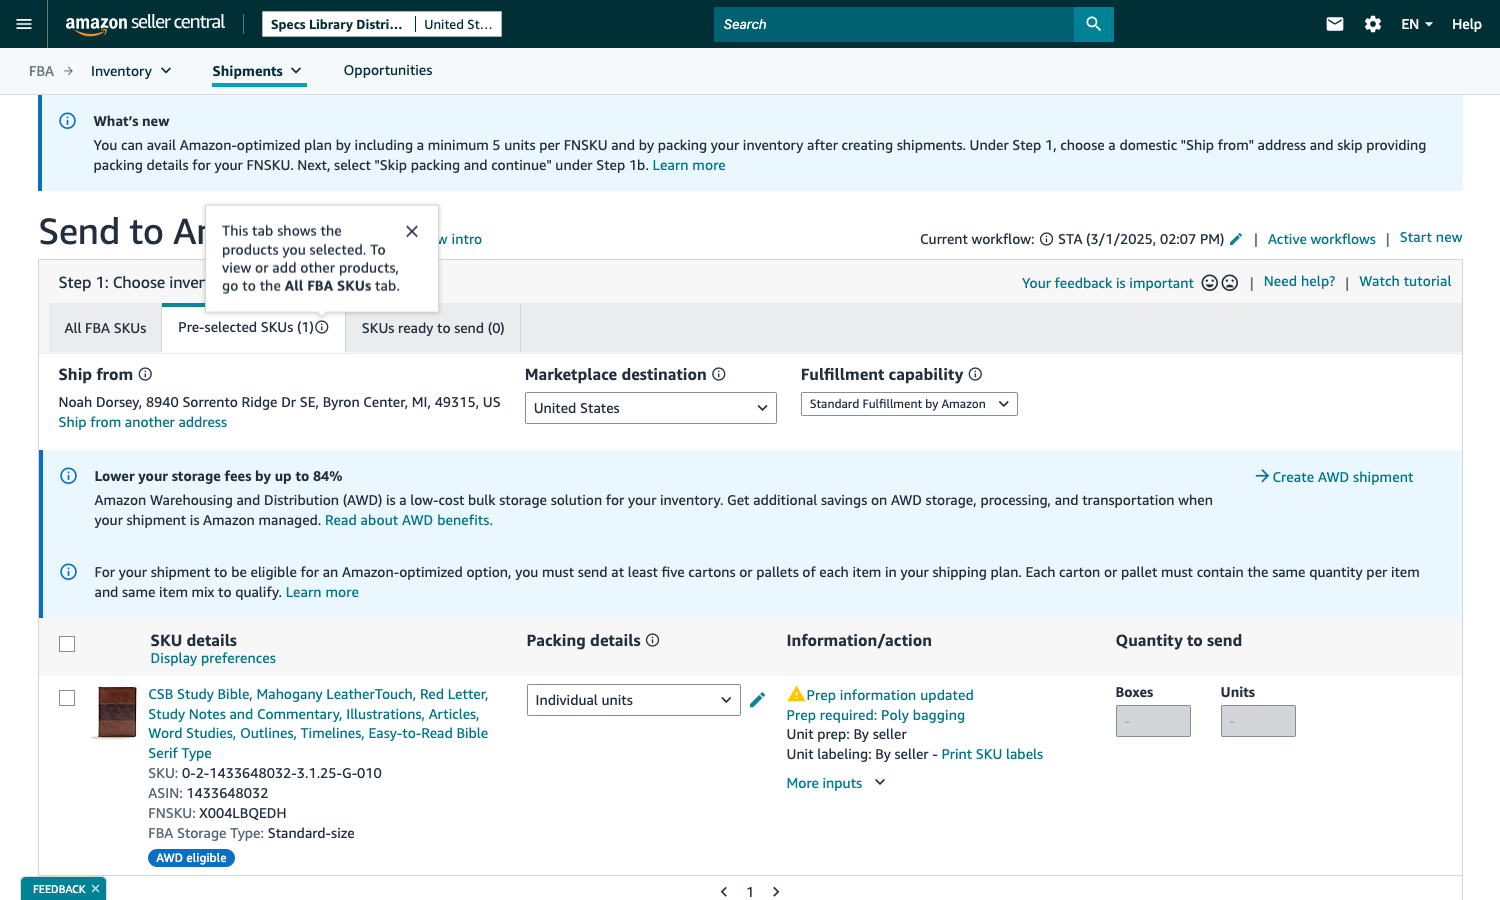 amazon seller central
Specs Library Distri... | United St...
Search
EN
Help
FBA
Inventory
Shipments
Opportunities
What's new
You can avail Amazon-optimized plan by including a minimum 5 units per FNSKU and by packing your inventory after creating shipments. Under Step 1, choose a domestic "Ship from" address and skip providing
packing details for your FNSKU. Next, select "Skip packing and continue" under Step 1b. Learn more
Send to A
w intro
This tab shows the
products you selected. To
view or add other products,
go to the All FBA SKUs tab.
Current workflow: STA (3/1/2025, 02:07 PM) | Active workflows | Start new
Step 1: Choose inver
Your feedback is important | Need help? | Watch tutorial
All FBA SKUs
Pre-selected SKUs (1)
SKUs ready to send (0)
Ship from
Noah Dorsey, 8940 Sorrento Ridge Dr SE, Byron Center, MI, 49315, US
Ship from another address
Marketplace destination
United States
Fulfillment capability
Standard Fulfillment by Amazon
Lower your storage fees by up to 84%
Amazon Warehousing and Distribution (AWD) is a low-cost bulk storage solution for your inventory. Get additional savings on AWD storage, processing, and transportation when
your shipment is Amazon managed. Read about AWD benefits.
Create AWD shipment
For your shipment to be eligible for an Amazon-optimized option, you must send at least five cartons or pallets of each item in your shipping plan. Each carton or pallet must contain the same quantity per item
and same item mix to qualify. Learn more
SKU details
Display preferences
Packing details
Information/action
Quantity to send
CSB Study Bible, Mahogany LeatherTouch, Red Letter,
Study Notes and Commentary, Illustrations, Articles,
Word Studies, Outlines, Timelines, Easy-to-Read Bible
Serif Type
SKU: 0-2-1433648032-3.1.25-G-010
ASIN: 1433648032
FNSKU: X004LBQEDH
FBA Storage Type: Standard-size
AWD eligible
Individual units
Prep information updated
Prep required: Poly bagging
Unit prep: By seller
Unit labeling: By seller - Print SKU labels
More inputs
Boxes
-
Units
-
FEEDBACK
1